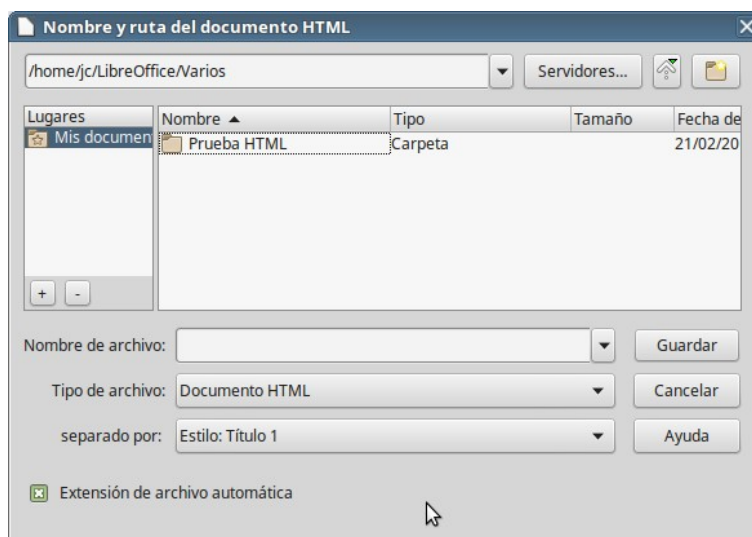 Nombre y ruta del documento HTML
/home/jc/LibreOffice/Varios
Servidores...
Lugares
Nombre Tipo Tamaño Fecha de
Mis documen
Prueba HTML Carpeta 21/02/20
+ -
Nombre de archivo:
Guardar
Tipo de archivo: Documento HTML
Cancelar
separado por: Estilo: Título 1
Ayuda
Extensión de archivo automática